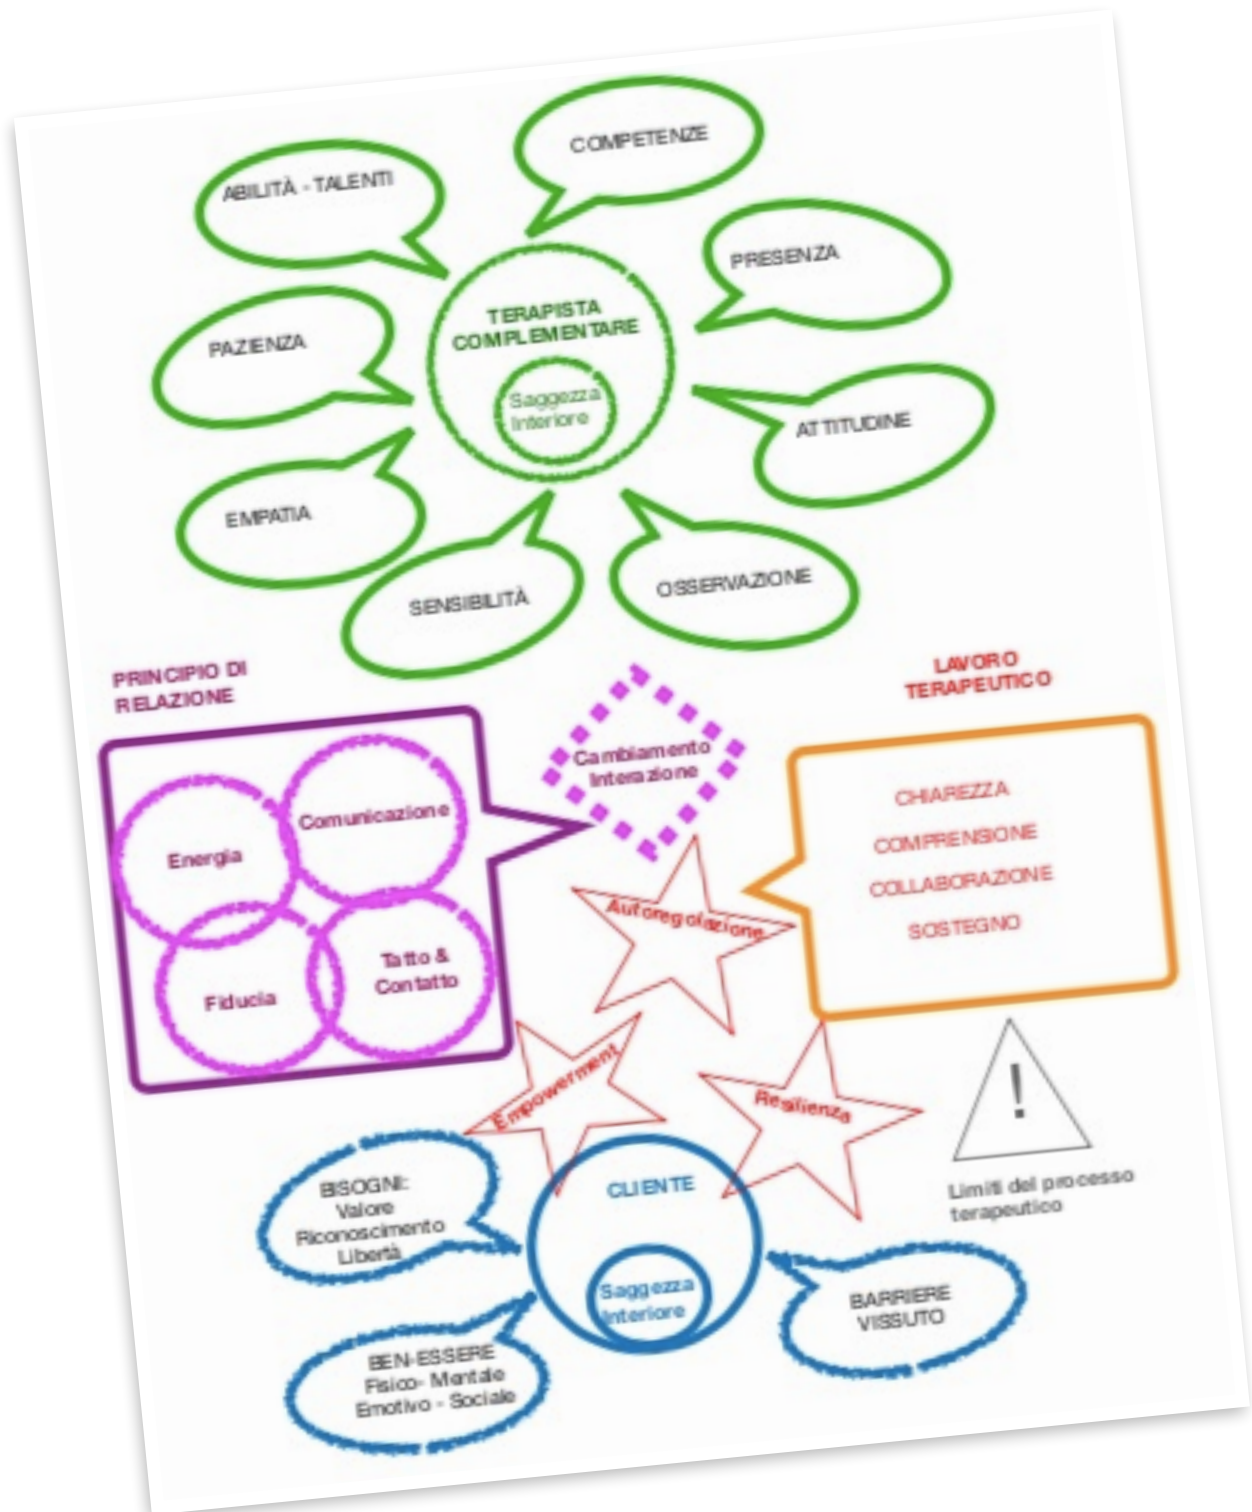 COMPETENZE
ABILITÀ - TALENTI
PRESENZA
TERAPISTA
COMPLEMENTARE
PAZIENZA
Saggezza
Interiore
ATTITUDINE
EMPATIA
SENSIBILITÀ
OSSERVAZIONE
PRINCIPIO DI
RELAZIONE
LAVORO
TERAPEUTICO
Cambiamento
Interazione
Comunicazione
Energia
Tatto &
Contatto
Fiducia
CHIAREZZA
COMPRENSIONE
COLLABORAZIONE
SOSTEGNO
Autoregolazione
Empowerment
Resilienza
!
Limiti del processo
terapeutico
CLIENTE
Saggezza
Interiore
BISOGNI:
Valore
Riconoscimento
Libertà
BARRIERE
VISSUTO
BEN-ESSERE
Fisico- Mentale
Emotivo - Sociale